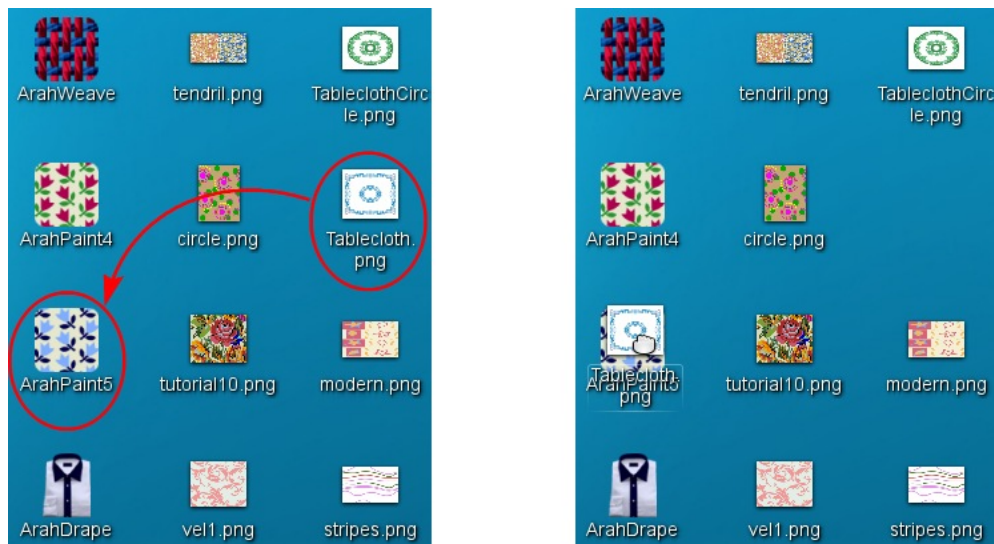 ArahWeave
tendril.png
TableclothCirc
le.png
ArahPaint4
circle.png
Tablecloth.
png
ArahPaint5
tutorial10.png
modern.png
ArahDrape
vel1.png
stripes.png
ArahWeave
tendril.png
TableclothCirc
le.png
ArahPaint4
circle.png
Tablecloth.
png
tutorial10.png
modern.png
ArahDrape
vel1.png
stripes.png